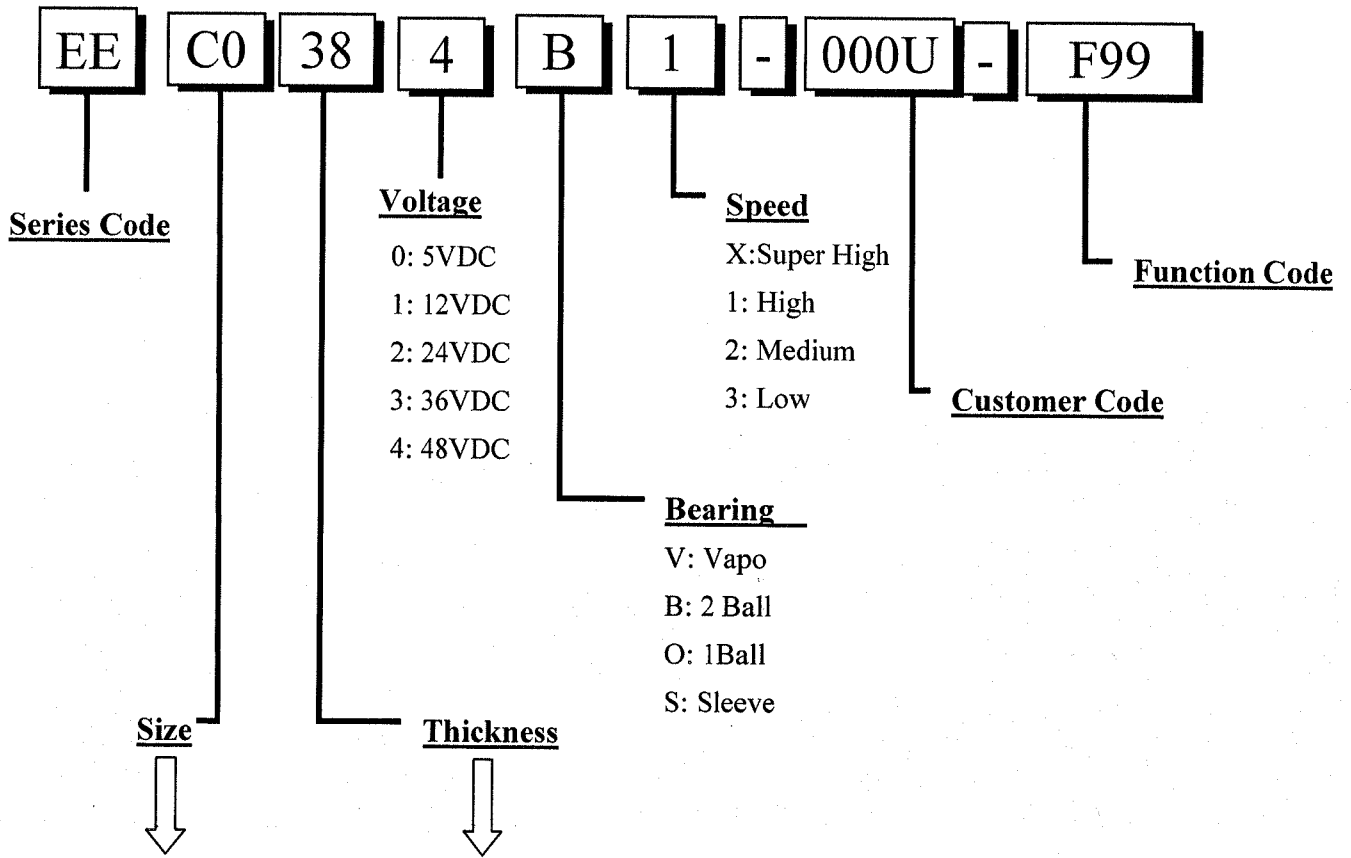 EE C0 38 4 B 1 - 000U - F99
Series Code
Voltage
0: 5VDC
1: 12VDC
2: 24VDC
3: 36VDC
4: 48VDC
Speed
X:Super High
1: High
2: Medium
3: Low
Function Code
Customer Code
Bearing
V: Vapo
B: 2 Ball
O: 1Ball
S: Sleeve
Size
Thickness